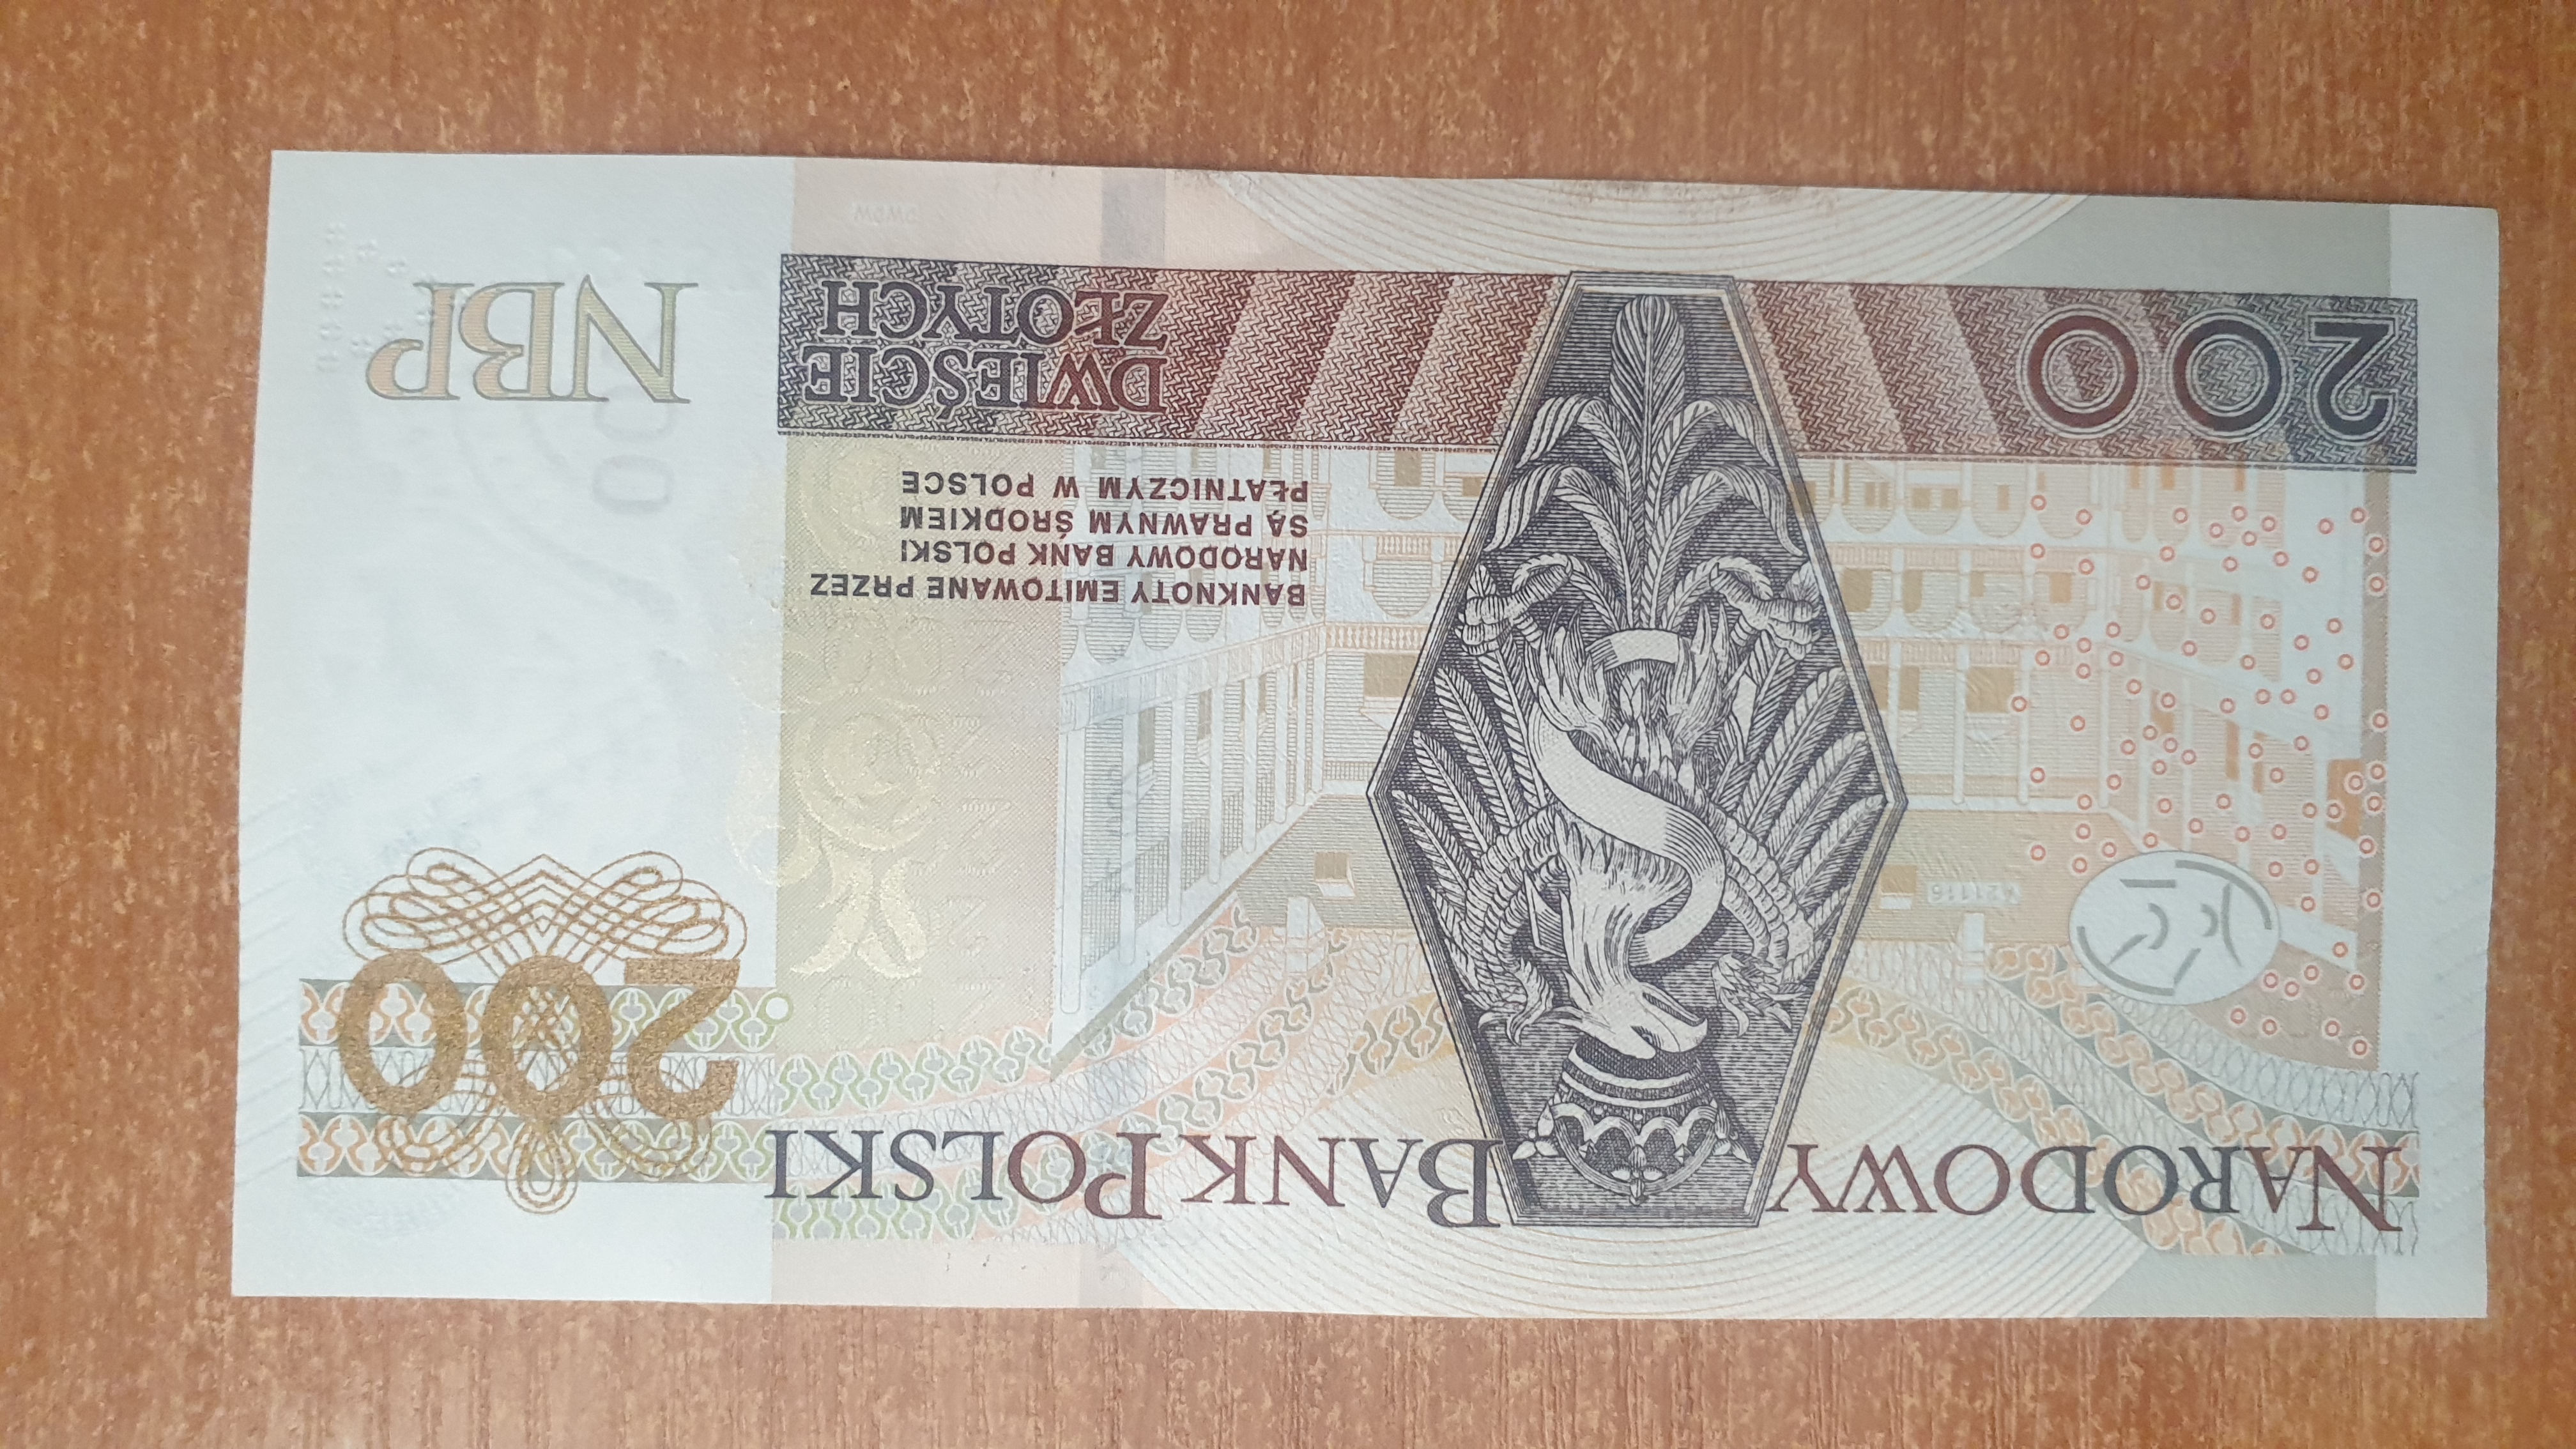 NARODOWY BANK POLSKI
200
BANKNOTY EMITOWANE PRZEZ
NARODOWY BANK POLSKI
SĄ PRAWNYM ŚRODKIEM
PŁATNICZYM W POLSCE
200
DWIEŚCIE
ZŁOTYCH
NBP